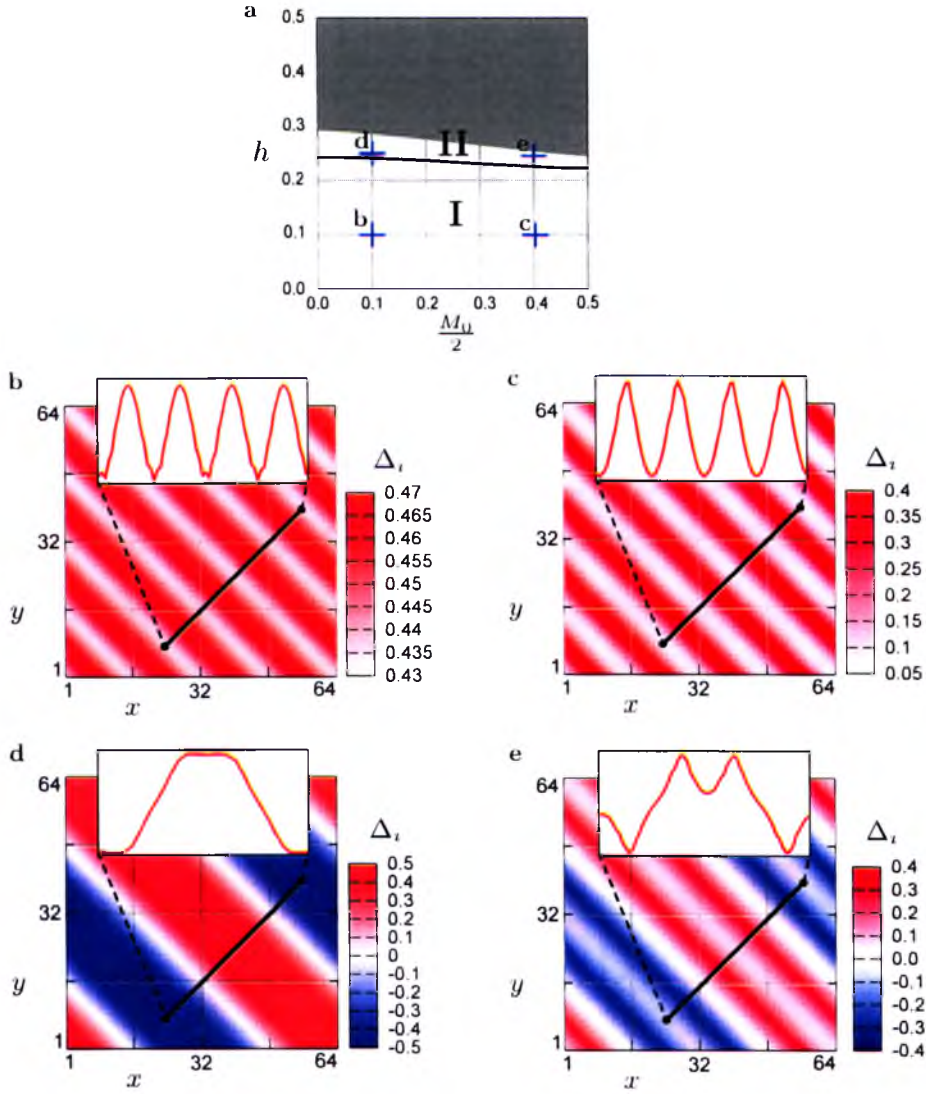 a
0.5
0.4
0.3
0.2
0.1
0.0
h
d
II
e
b
I
c
0.0 0.1 0.2 0.3 0.4 0.5
M₀
2
b
64
32
1
y
1 32 64
x
Δᵢ
0.47
0.465
0.46
0.455
0.45
0.445
0.44
0.435
0.43
c
64
32
1
y
1 32 64
x
Δᵢ
0.4
0.35
0.3
0.25
0.2
0.15
0.1
0.05
d
64
32
1
y
1 32 64
x
Δᵢ
0.5
0.4
0.3
0.2
0.1
0
-0.1
-0.2
-0.3
-0.4
-0.5
e
64
32
1
y
1 32 64
x
Δᵢ
0.4
0.3
0.2
0.1
0.0
-0.1
-0.2
-0.3
-0.4